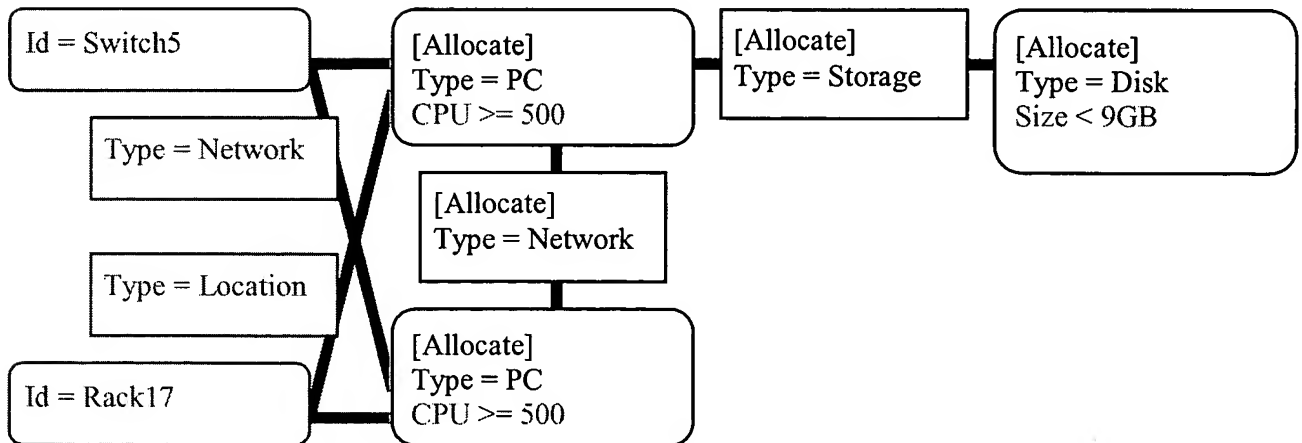 Id = Switch5
[Allocate]
Type = PC
CPU >= 500
[Allocate]
Type = Storage
[Allocate]
Type = Disk
Size < 9GB
Type = Network
[Allocate]
Type = Network
Type = Location
Id = Rack17
[Allocate]
Type = PC
CPU >= 500